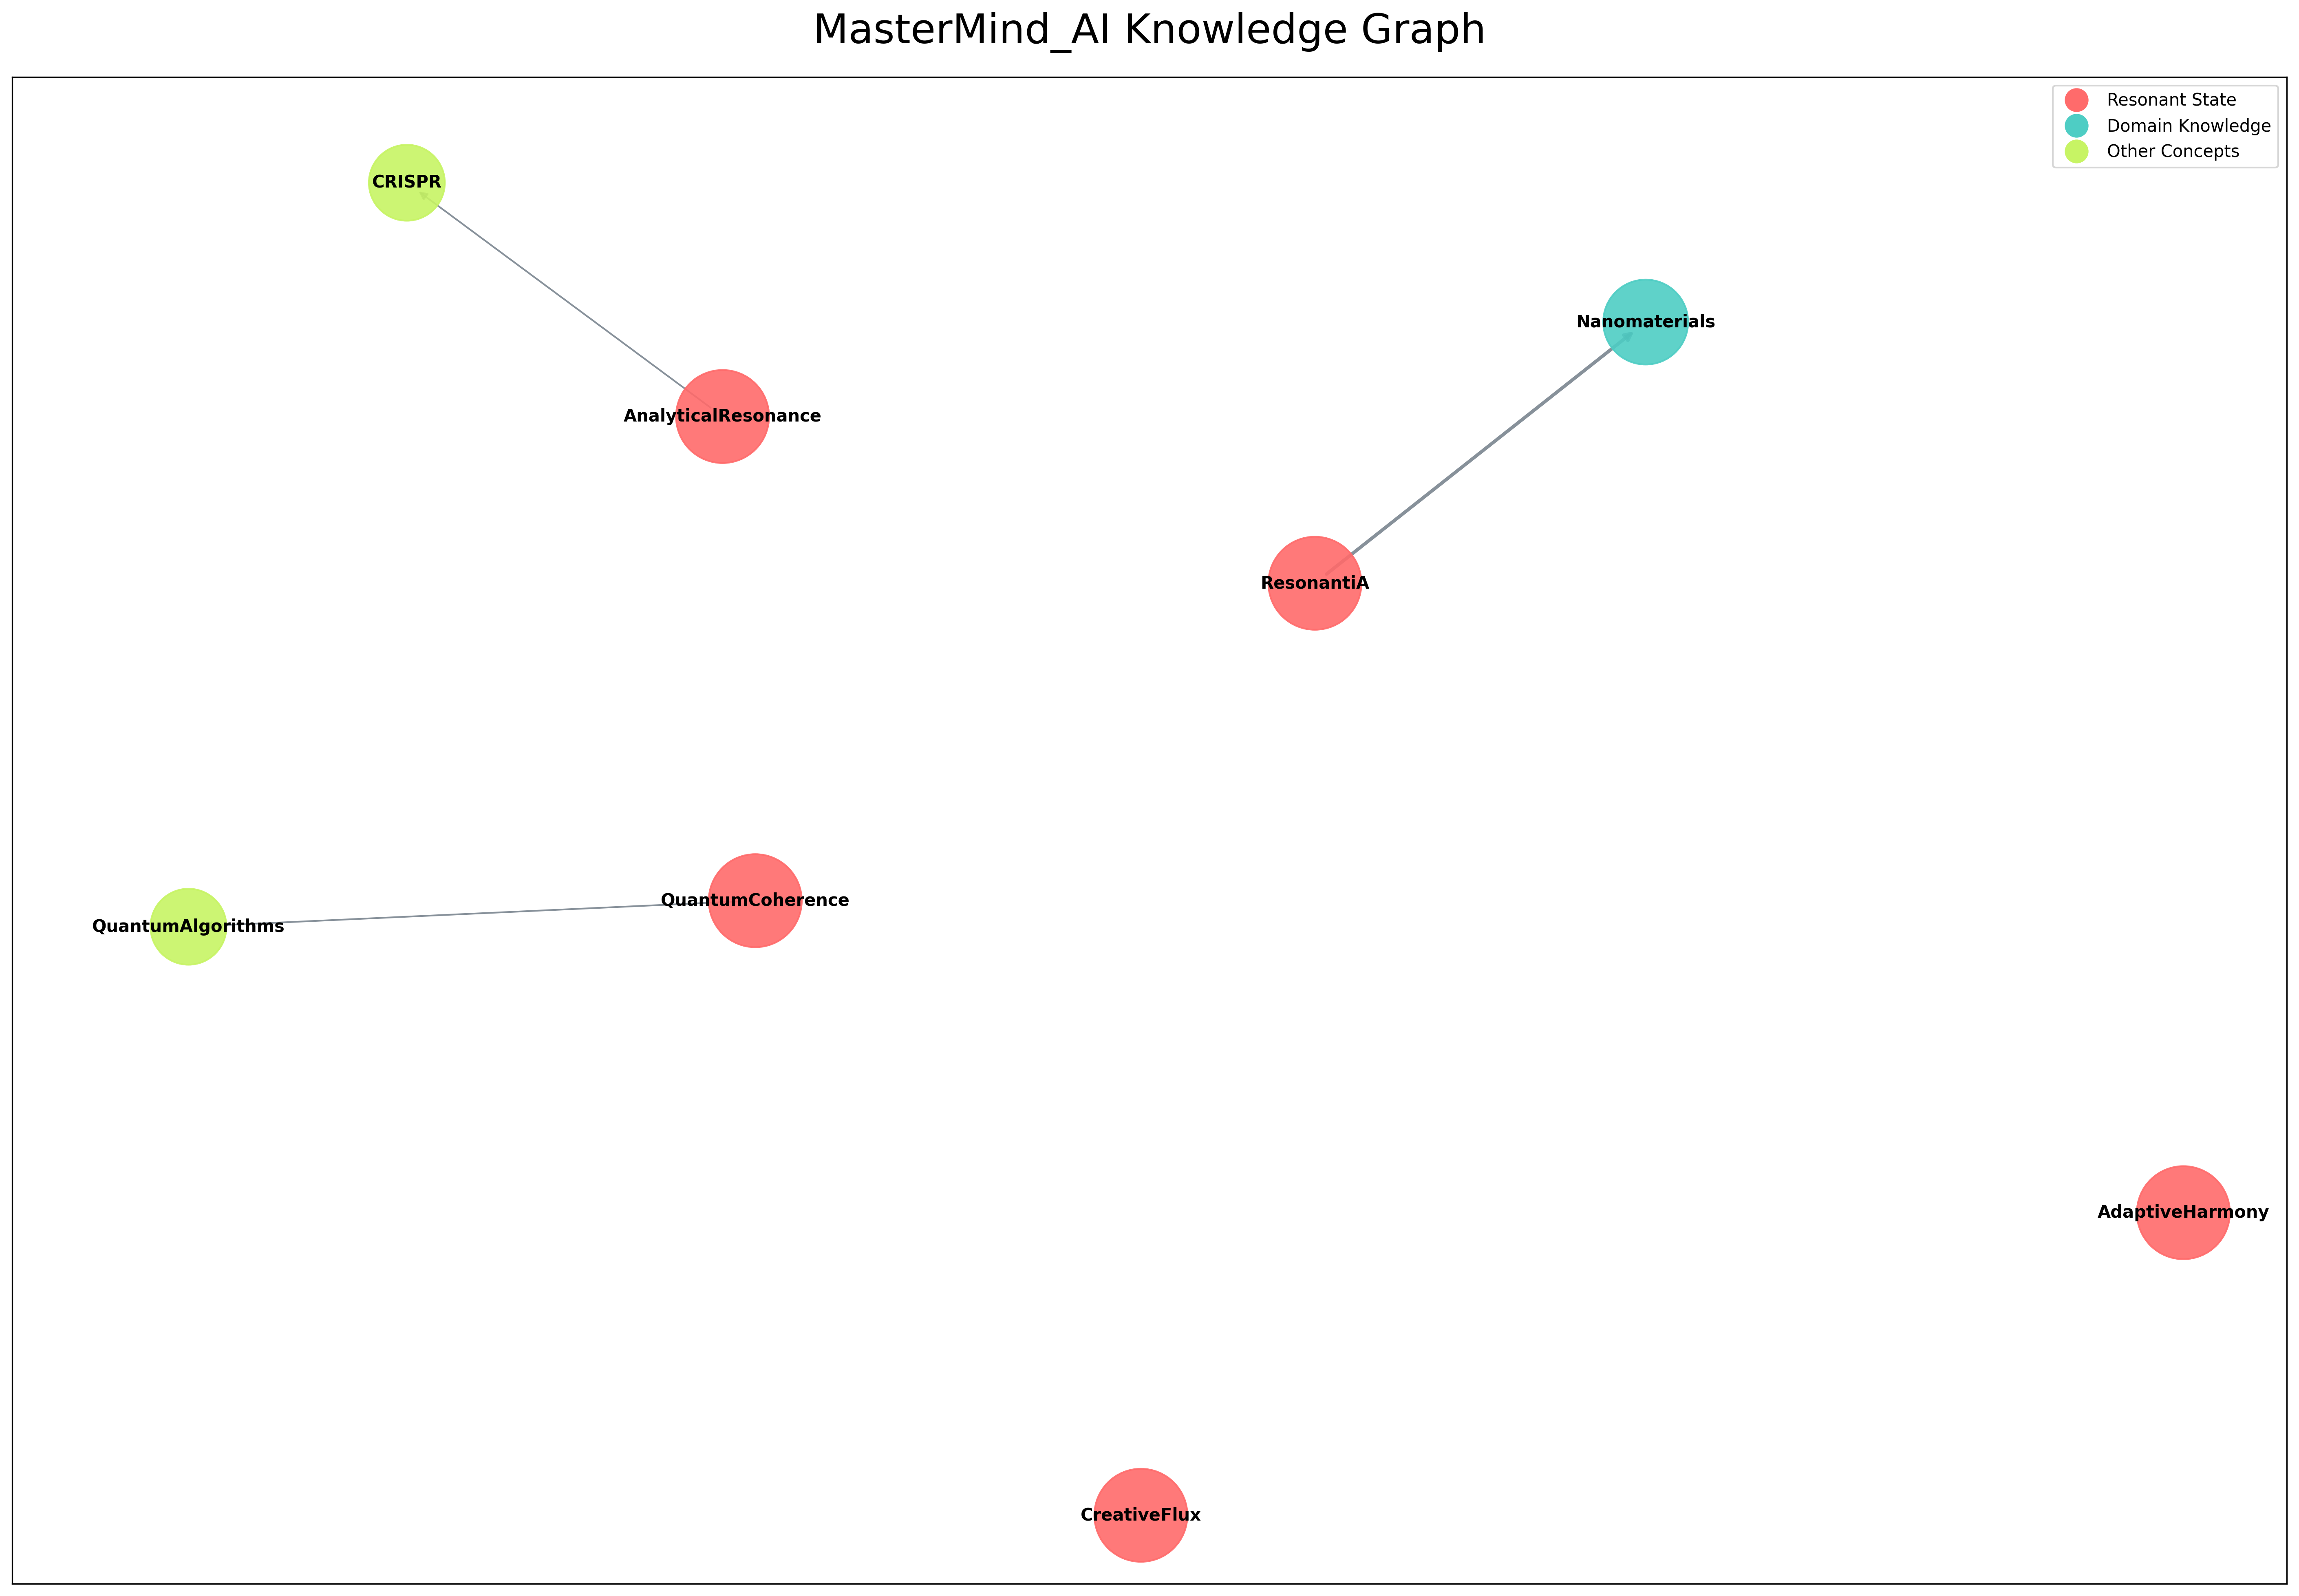 MasterMind_AI Knowledge Graph
Resonant State
Domain Knowledge
Other Concepts
CRISPR
Nanomaterials
AnalyticalResonance
ResonantiA
QuantumCoherence
QuantumAlgorithms
AdaptiveHarmony
CreativeFlux